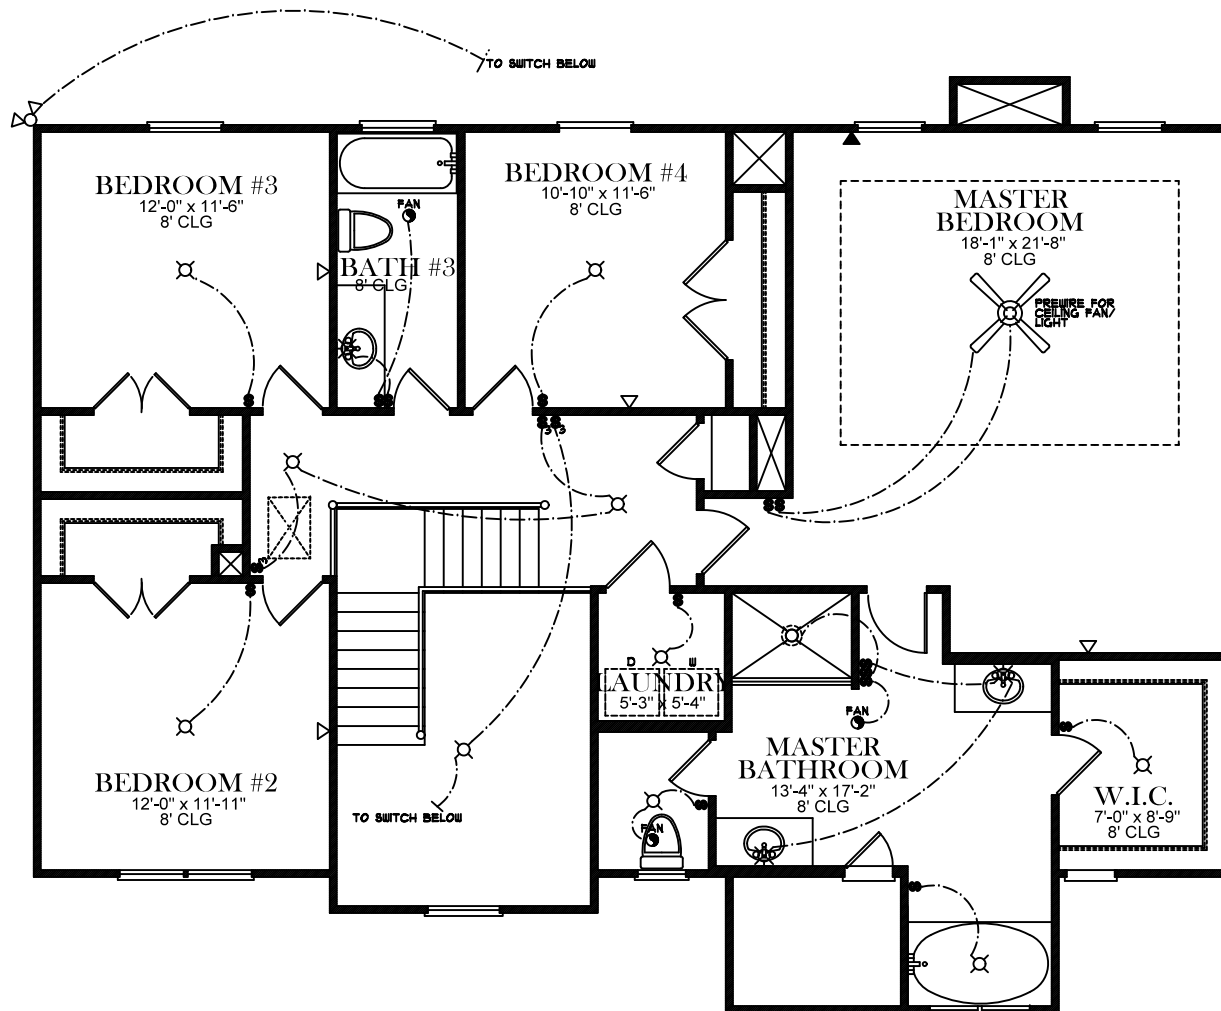 TO SWITCH BELOW
BEDROOM #3
12'-0" x 11'-6"
8' CLG
FAN
BATH #3
8' CLG
BEDROOM #4
10'-10" x 11'-6"
8' CLG
MASTER
BEDROOM
18'-1" x 21'-8"
8' CLG
PREWIRE FOR
CEILING FAN/
LIGHT
3
3
3
D W
LAUNDRY
5'-3" x 5'-4"
FAN
MASTER
BATHROOM
13'-4" x 17'-2"
8' CLG
BEDROOM #2
12'-0" x 11'-11"
8' CLG
TO SWITCH BELOW
FAN
W.I.C.
7'-0" x 8'-9"
8' CLG